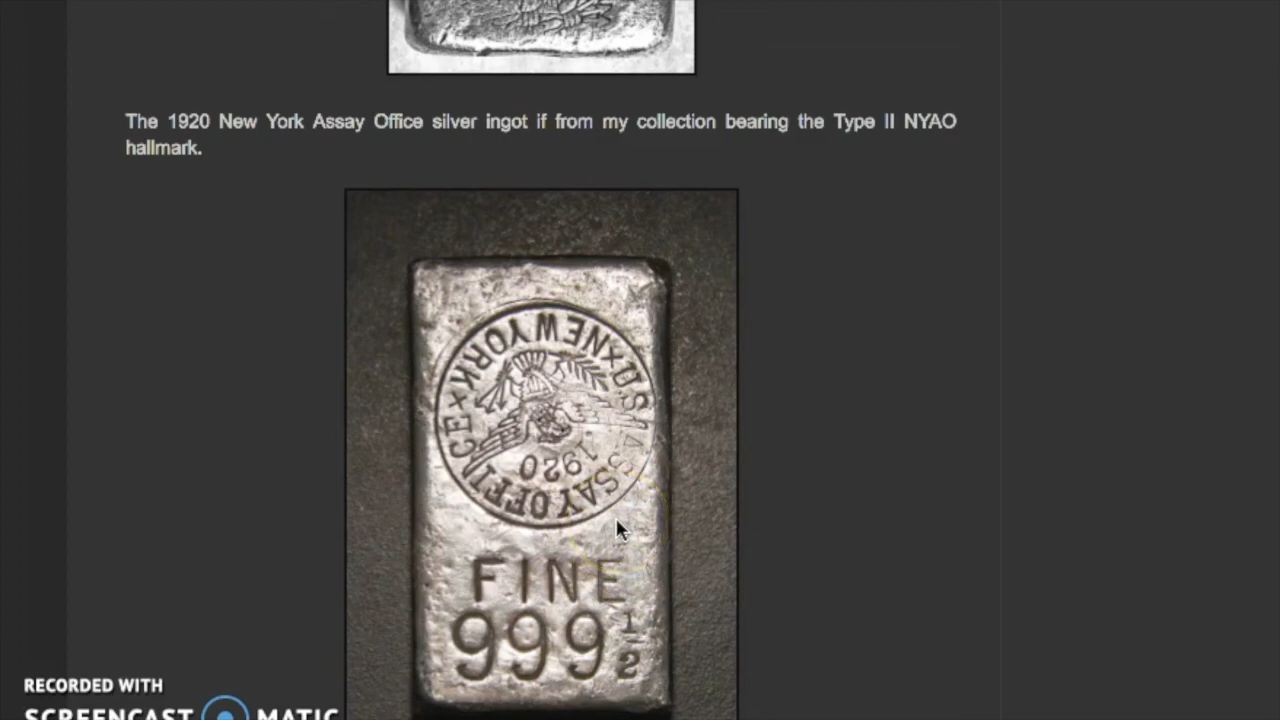 The 1920 New York Assay Office silver ingot if from my collection bearing the Type II NYAO
hallmark.
U.S. ASSAY OFFICE
NEW YORK
1920
FINE
999 1/2
RECORDED WITH
SCREENCAST MATIC